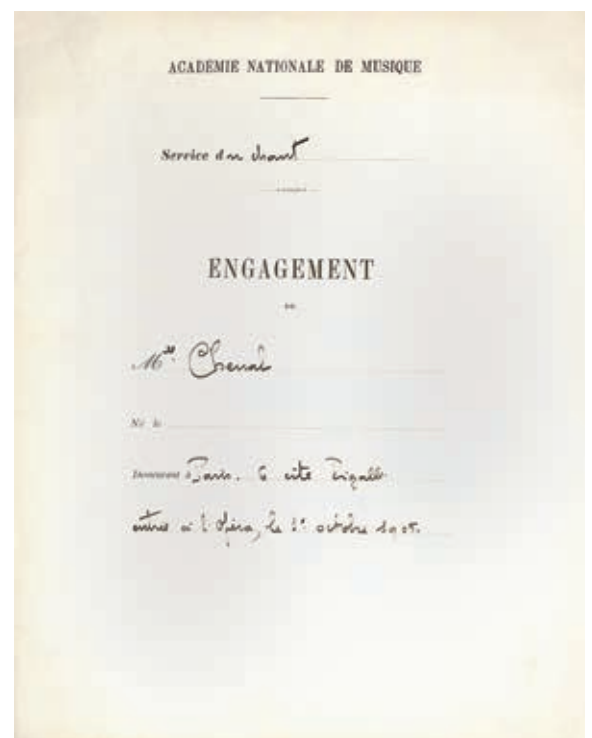 ACADÉMIE NATIONALE DE MUSIQUE
Service du chant
ENGAGEMENT
DE
Mlle Chenal
Né le
Demeurant à Paris. 6 cité Pigalle
entrée à l'Opéra, le 1er octobre 1905.